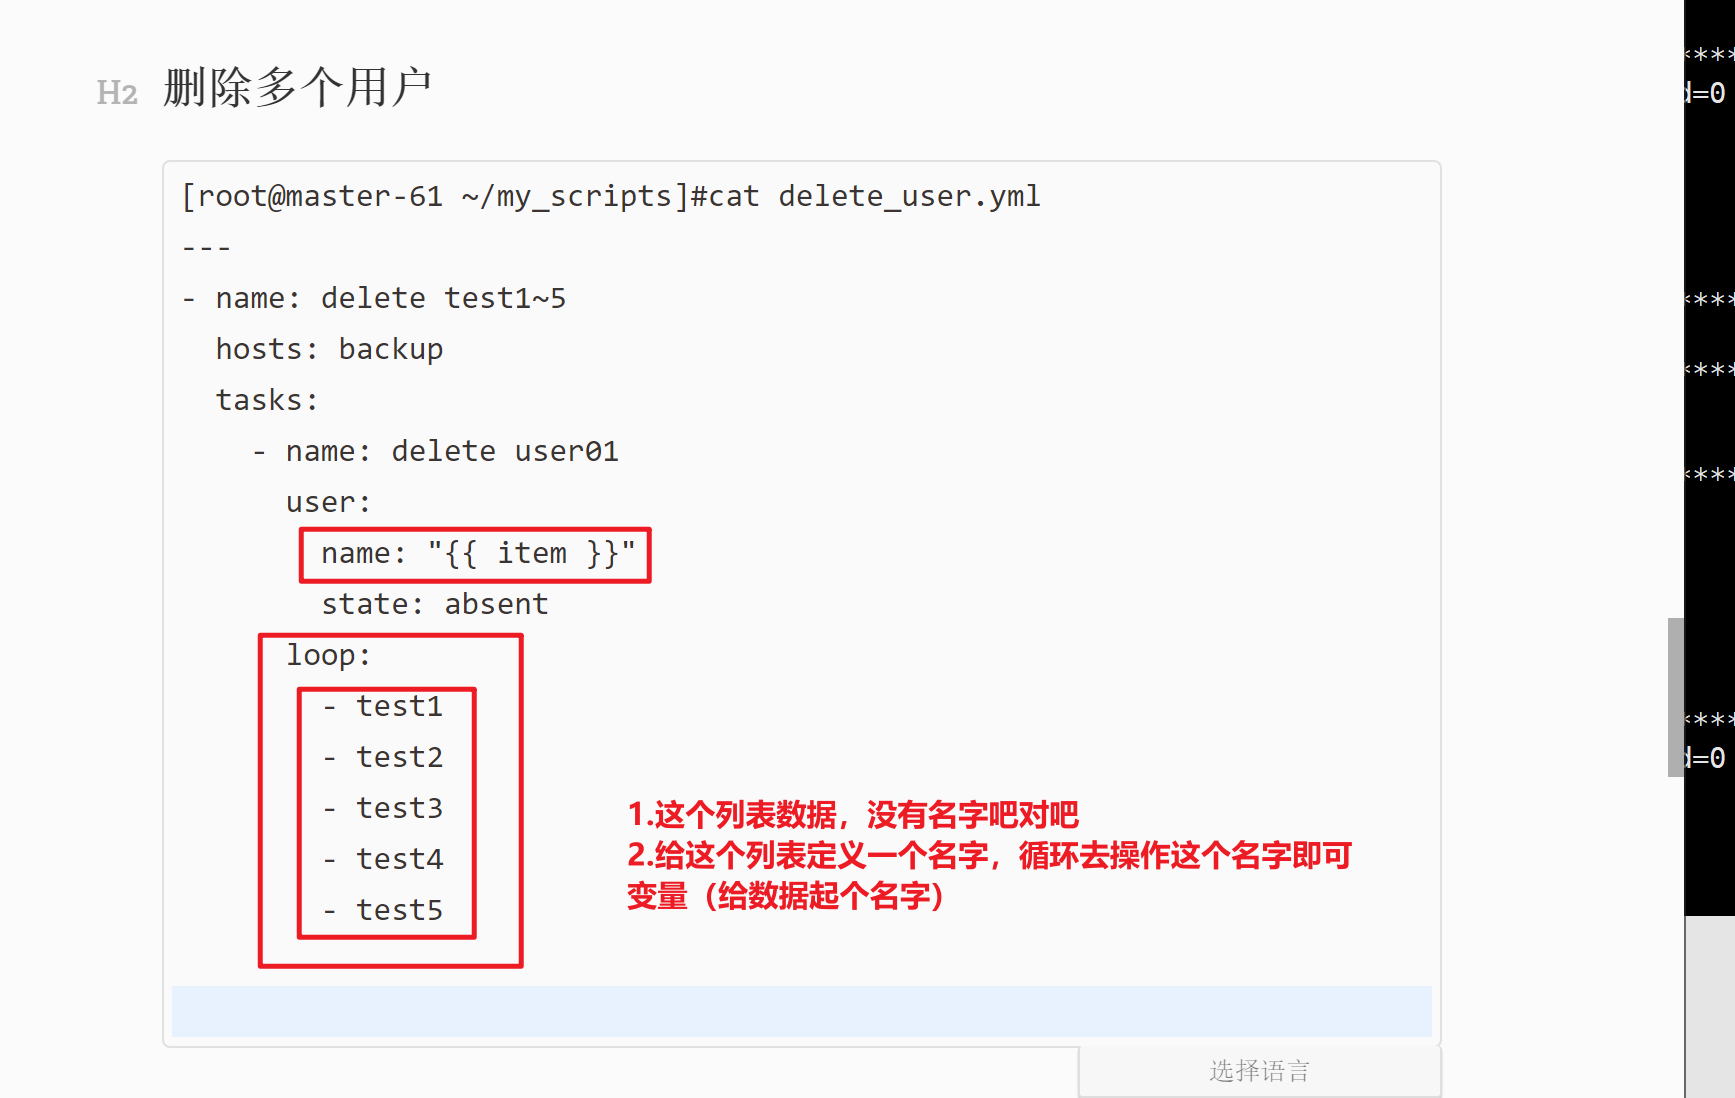 H2 删除多个用户
[root@master-61 ~/my_scripts]#cat delete_user.yml
---
- name: delete test1~5
  hosts: backup
  tasks:
    - name: delete user01
      user:
        name: "{{ item }}"
        state: absent
      loop:
        - test1
        - test2
        - test3
        - test4
        - test5
1.这个列表数据，没有名字吧对吧
2.给这个列表定义一个名字，循环去操作这个名字即可
变量（给数据起个名字）
选择语言
****
d=0
****
****
****
****
d=0